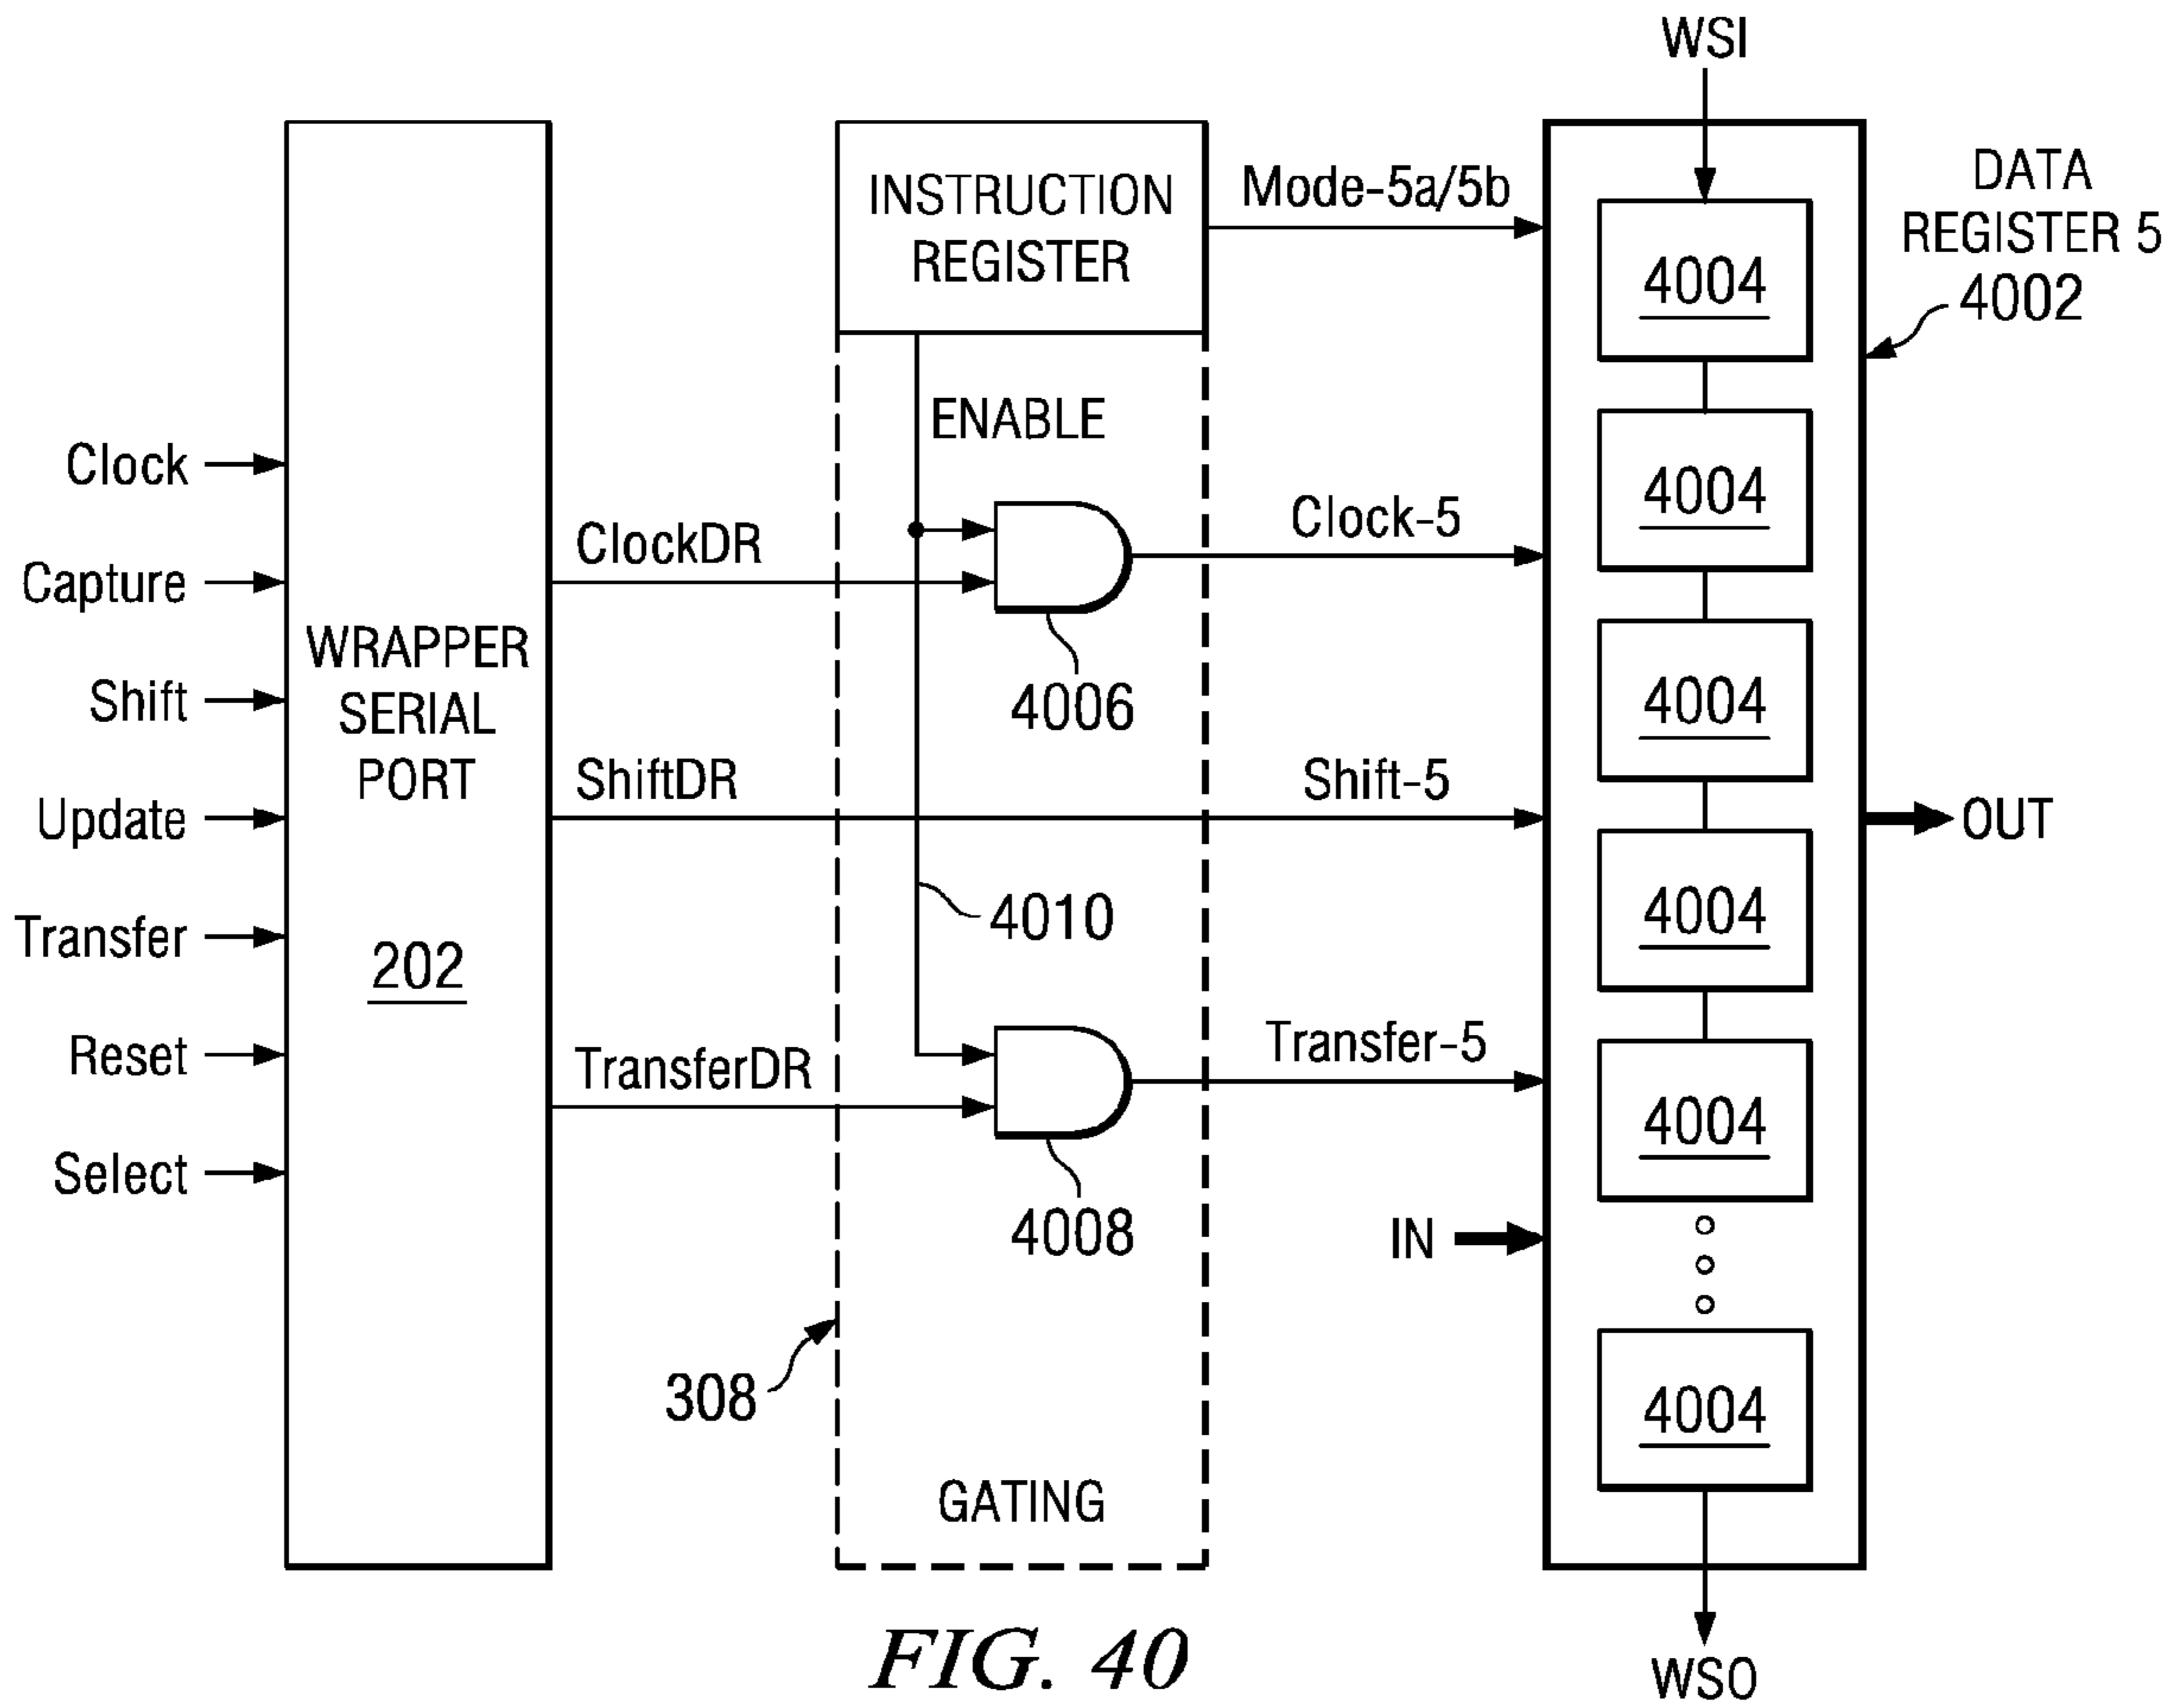 WSI
INSTRUCTION
REGISTER
Mode-5a/5b
DATA
REGISTER 5
4002
4004
ENABLE
Clock
ClockDR
Clock-5
4004
Capture
4006
WRAPPER
SERIAL
PORT
202
Shift
4004
ShiftDR
Shift-5
Update
OUT
4010
4004
Transfer
Reset
TransferDR
Transfer-5
4004
Select
4008
IN
308
4004
GATING
WSO
FIG. 40